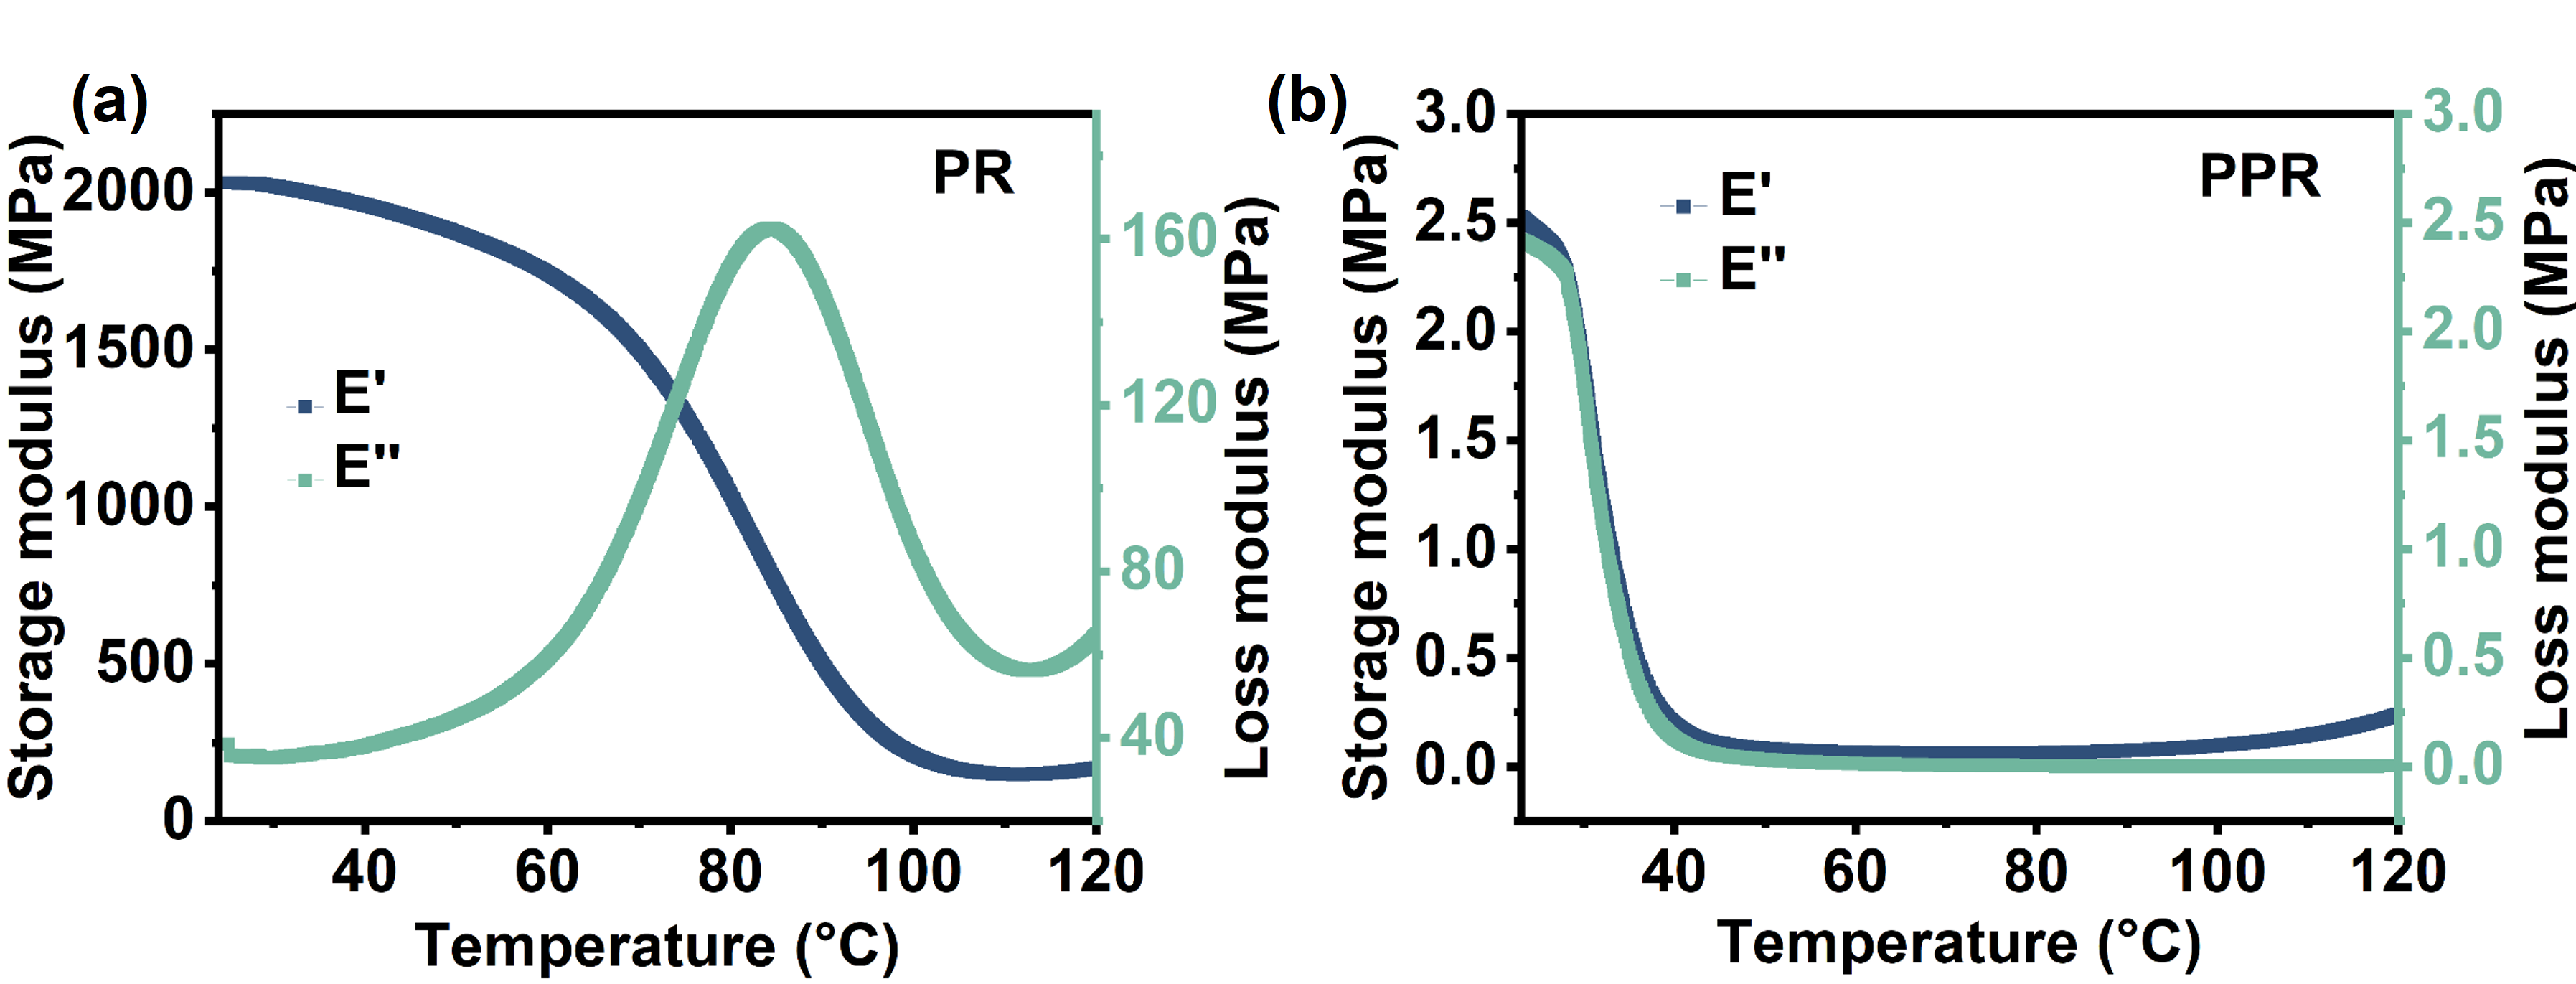 (a)
PR
Storage modulus (MPa)
2000
1500
1000
500
0
E'
E''
160
120
80
40
Loss modulus (MPa)
40 60 80 100 120
Temperature (°C)
(b)
PPR
Storage modulus (MPa)
3.0
2.5
2.0
1.5
1.0
0.5
0.0
E'
E''
3.0
2.5
2.0
1.5
1.0
0.5
0.0
Loss modulus (MPa)
40 60 80 100 120
Temperature (°C)